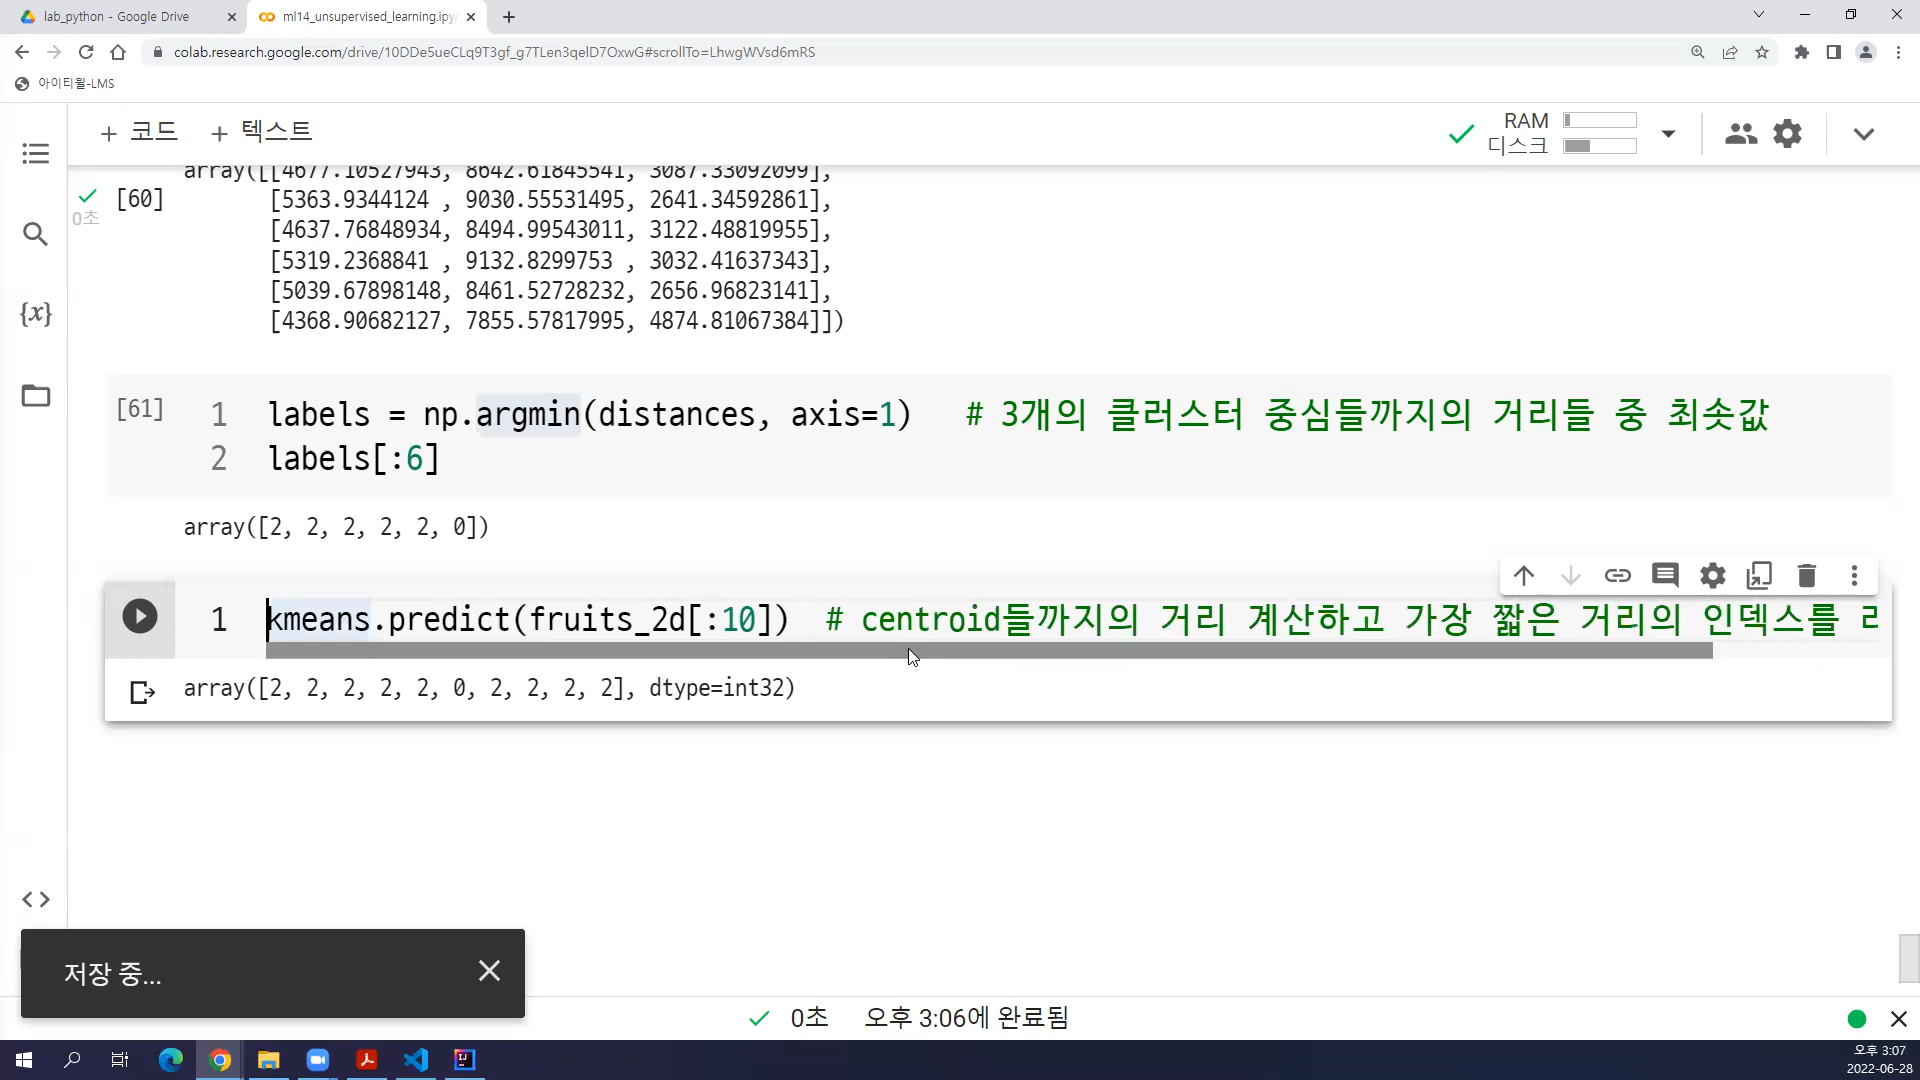 lab_python - Google Drive
ml14_unsupervised_learning.ipy
colab.research.google.com/drive/10DDe5ueCLq9T3gf_g7TLen3qelD7OxwG#scrollTo=LhwgWVsd6mRS
아이티윌-LMS
+ 코드 + 텍스트
RAM
디스크
array([[4677.10527943, 8642.61845541, 3087.33092099],
[60]
0초
[5363.9344124 , 9030.55531495, 2641.34592861],
[4637.76848934, 8494.99543011, 3122.48819955],
[5319.2368841 , 9132.8299753 , 3032.41637343],
[5039.67898148, 8461.52728232, 2656.96823141],
[4368.90682127, 7855.57817995, 4874.81067384]])
[61]
1 labels = np.argmin(distances, axis=1) # 3개의 클러스터 중심들까지의 거리들 중 최솟값
2 labels[:6]
array([2, 2, 2, 2, 2, 0])
1 kmeans.predict(fruits_2d[:10]) # centroid들까지의 거리 계산하고 가장 짧은 거리의 인덱스를
array([2, 2, 2, 2, 2, 0, 2, 2, 2, 2], dtype=int32)
저장 중...
0초 오후 3:06에 완료됨
오후 3:07
2022-06-28